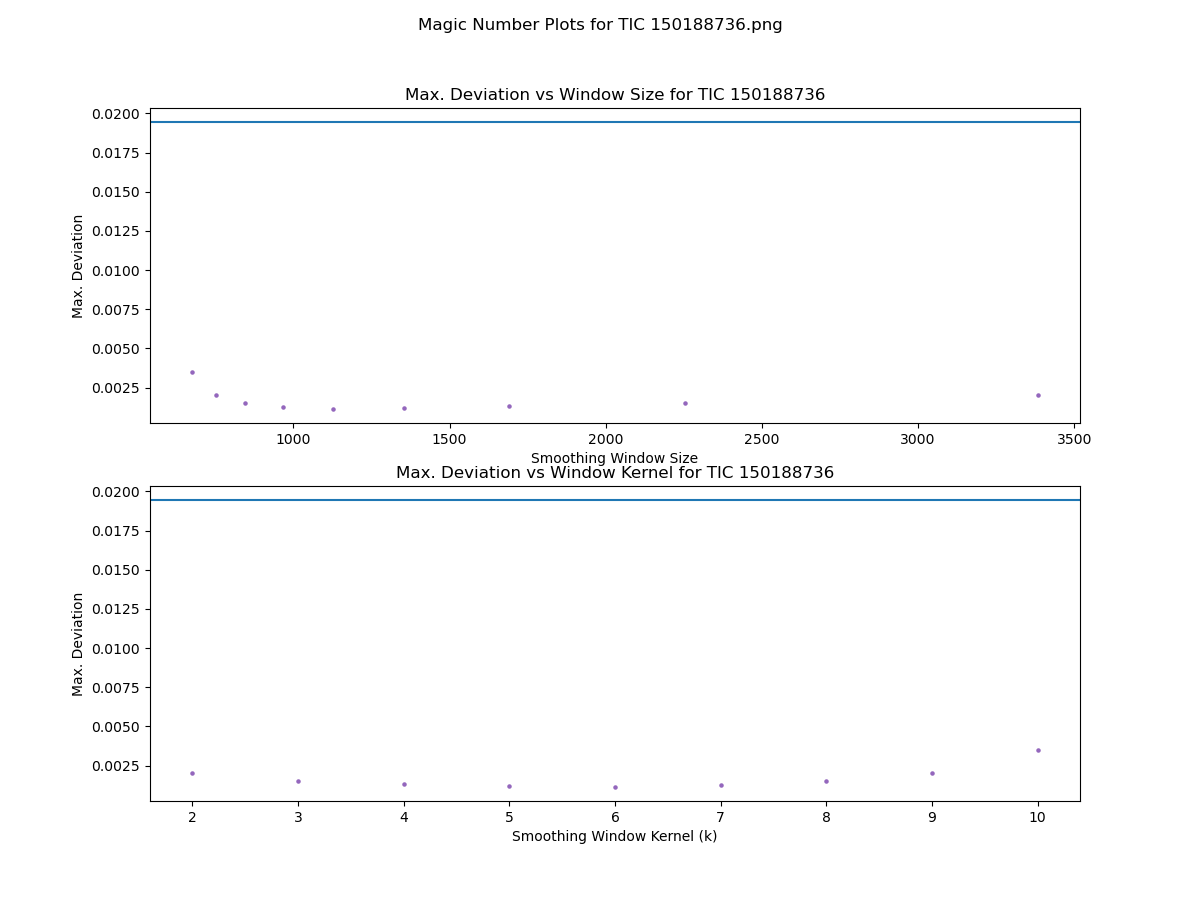 Magic Number Plots for TIC 150188736.png
Max. Deviation vs Window Size for TIC 150188736
0.0200
0.0175
0.0150
0.0125
0.0100
0.0075
0.0050
0.0025
Max. Deviation
1000 1500 2000 2500 3000 3500
Smoothing Window Size
Max. Deviation vs Window Kernel for TIC 150188736
0.0200
0.0175
0.0150
0.0125
0.0100
0.0075
0.0050
0.0025
Max. Deviation
2 3 4 5 6 7 8 9 10
Smoothing Window Kernel (k)